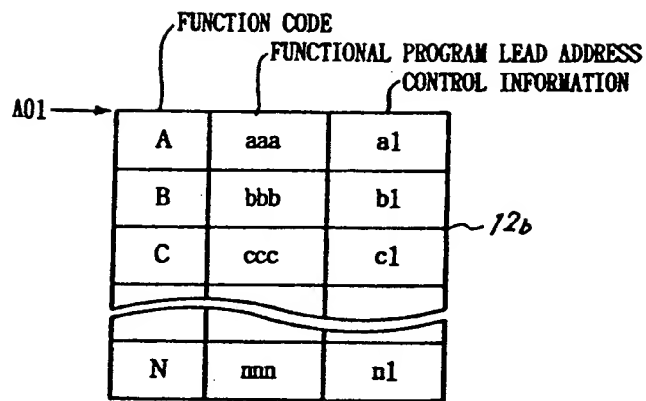 FUNCTION CODE
FUNCTIONAL PROGRAM LEAD ADDRESS
CONTROL INFORMATION
A01
A aaa a1
B bbb b1
12b
C ccc c1
N nnn n1